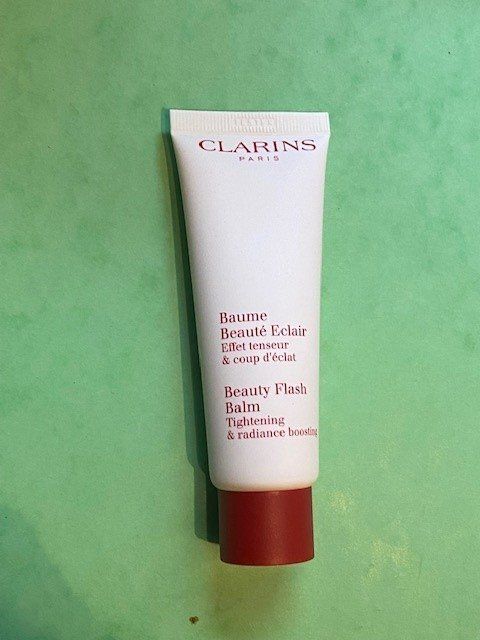 CLARINS
PARIS
Baume
Beauté Eclair
Effet tenseur
& coup d'éclat
Beauty Flash
Balm
Tightening
& radiance boosting